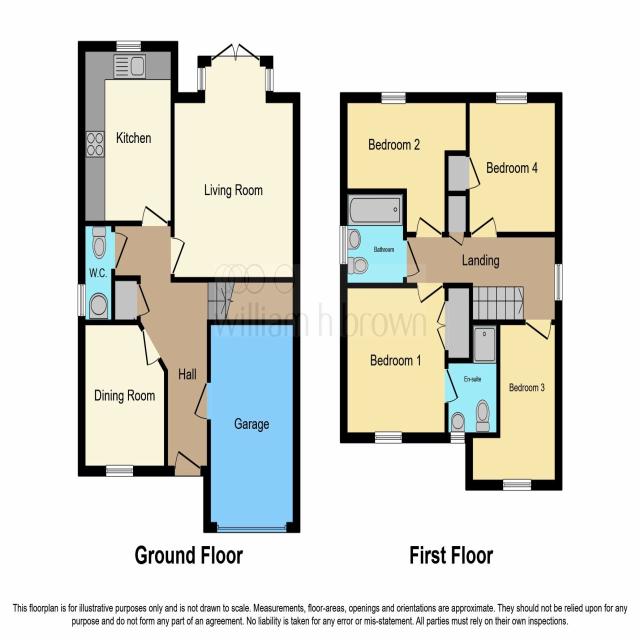 Kitchen
Living Room
W.C.
Dining Room
Hall
Garage
Ground Floor
Bedroom 2
Bedroom 4
Bathroom
Landing
Bedroom 1
En-suite
Bedroom 3
First Floor
william h brown
This floorplan is for illustrative purposes only and is not drawn to scale. Measurements, floor-areas, openings and orientations are approximate. They should not be relied upon for any
purpose and do not form any part of an agreement. No liability is taken for any error or mis-statement. All parties must rely on their own inspections.